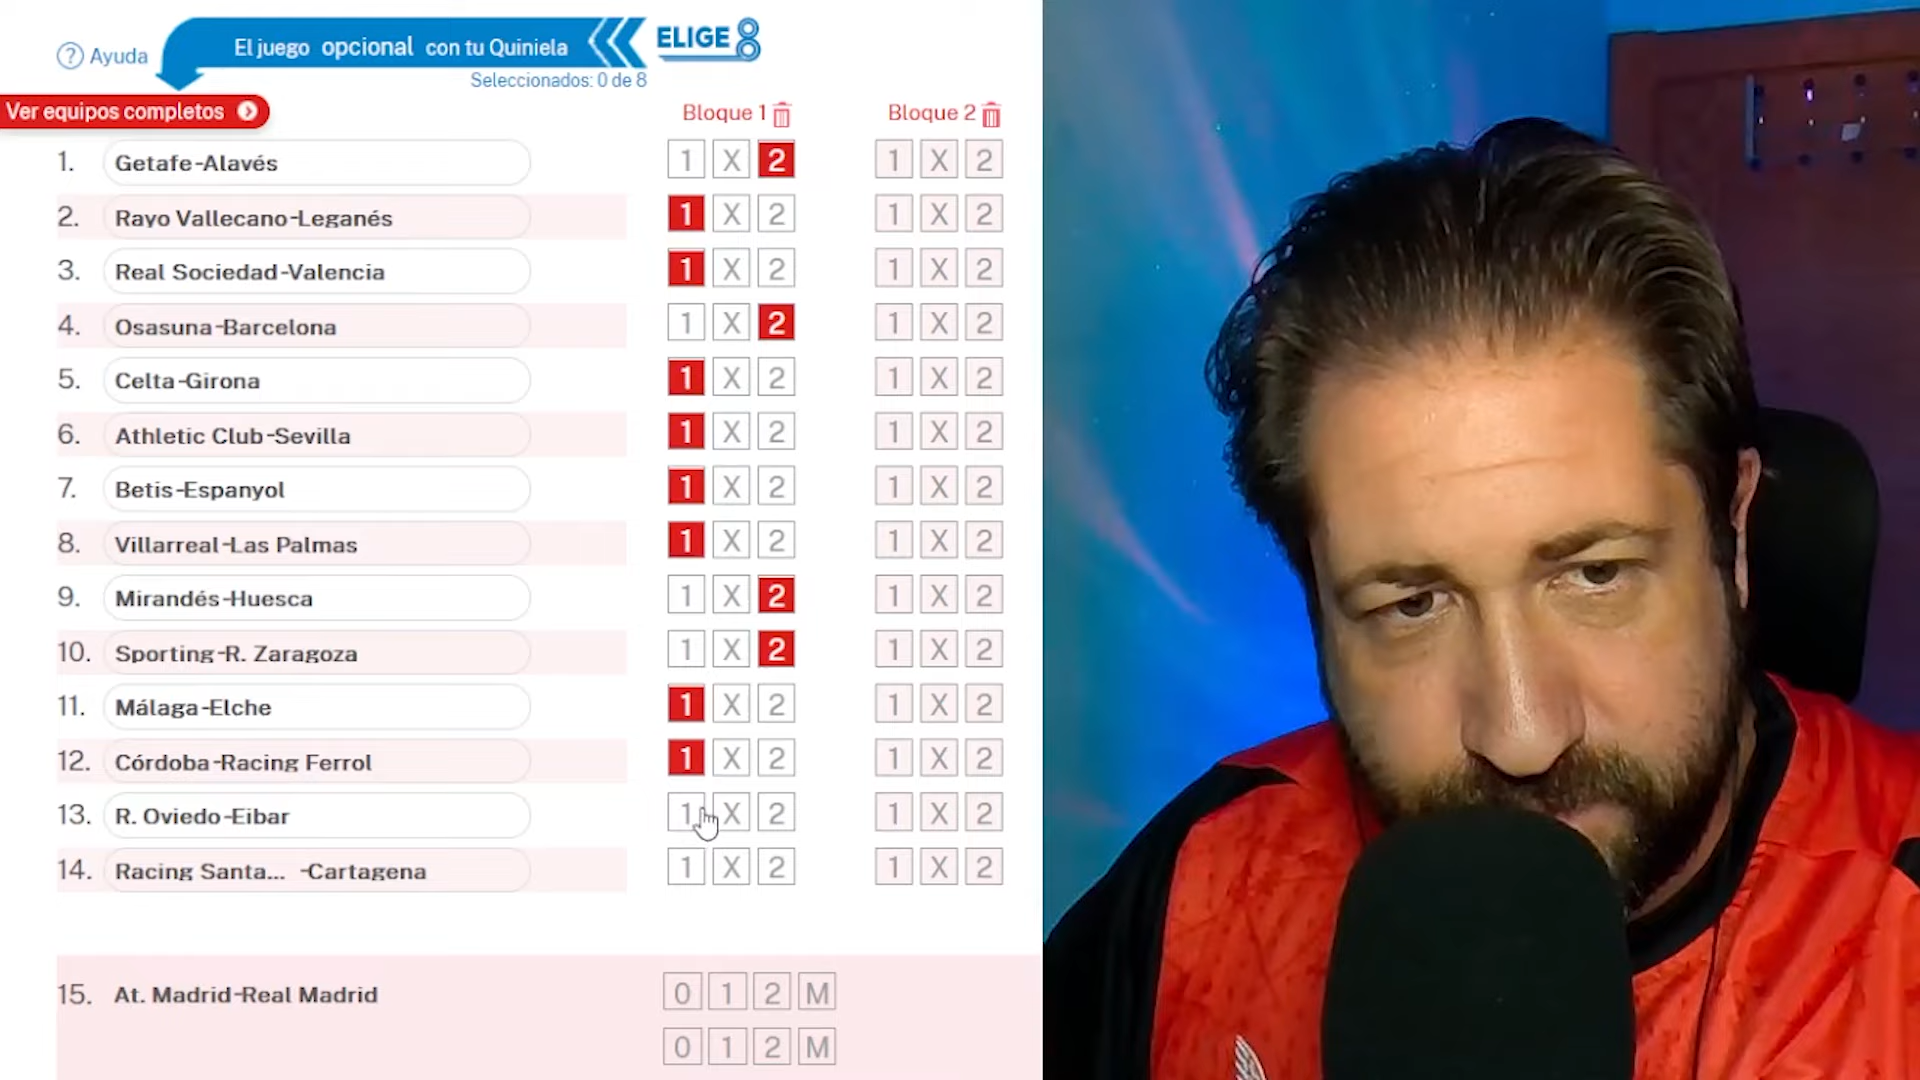 ? Ayuda
El juego opcional con tu Quiniela
ELIGE 8
Seleccionados: 0 de 8
Ver equipos completos
Bloque 1 Bloque 2
1. Getafe-Alavés 1 X 2 1 X 2
2. Rayo Vallecano-Leganés 1 X 2 1 X 2
3. Real Sociedad-Valencia 1 X 2 1 X 2
4. Osasuna-Barcelona 1 X 2 1 X 2
5. Celta-Girona 1 X 2 1 X 2
6. Athletic Club-Sevilla 1 X 2 1 X 2
7. Betis-Espanyol 1 X 2 1 X 2
8. Villarreal-Las Palmas 1 X 2 1 X 2
9. Mirandés-Huesca 1 X 2 1 X 2
10. Sporting-R. Zaragoza 1 X 2 1 X 2
11. Málaga-Elche 1 X 2 1 X 2
12. Córdoba-Racing Ferrol 1 X 2 1 X 2
13. R. Oviedo-Eibar 1 X 2 1 X 2
14. Racing Santa... -Cartagena 1 X 2 1 X 2
15. At. Madrid-Real Madrid 0 1 2 M
0 1 2 M